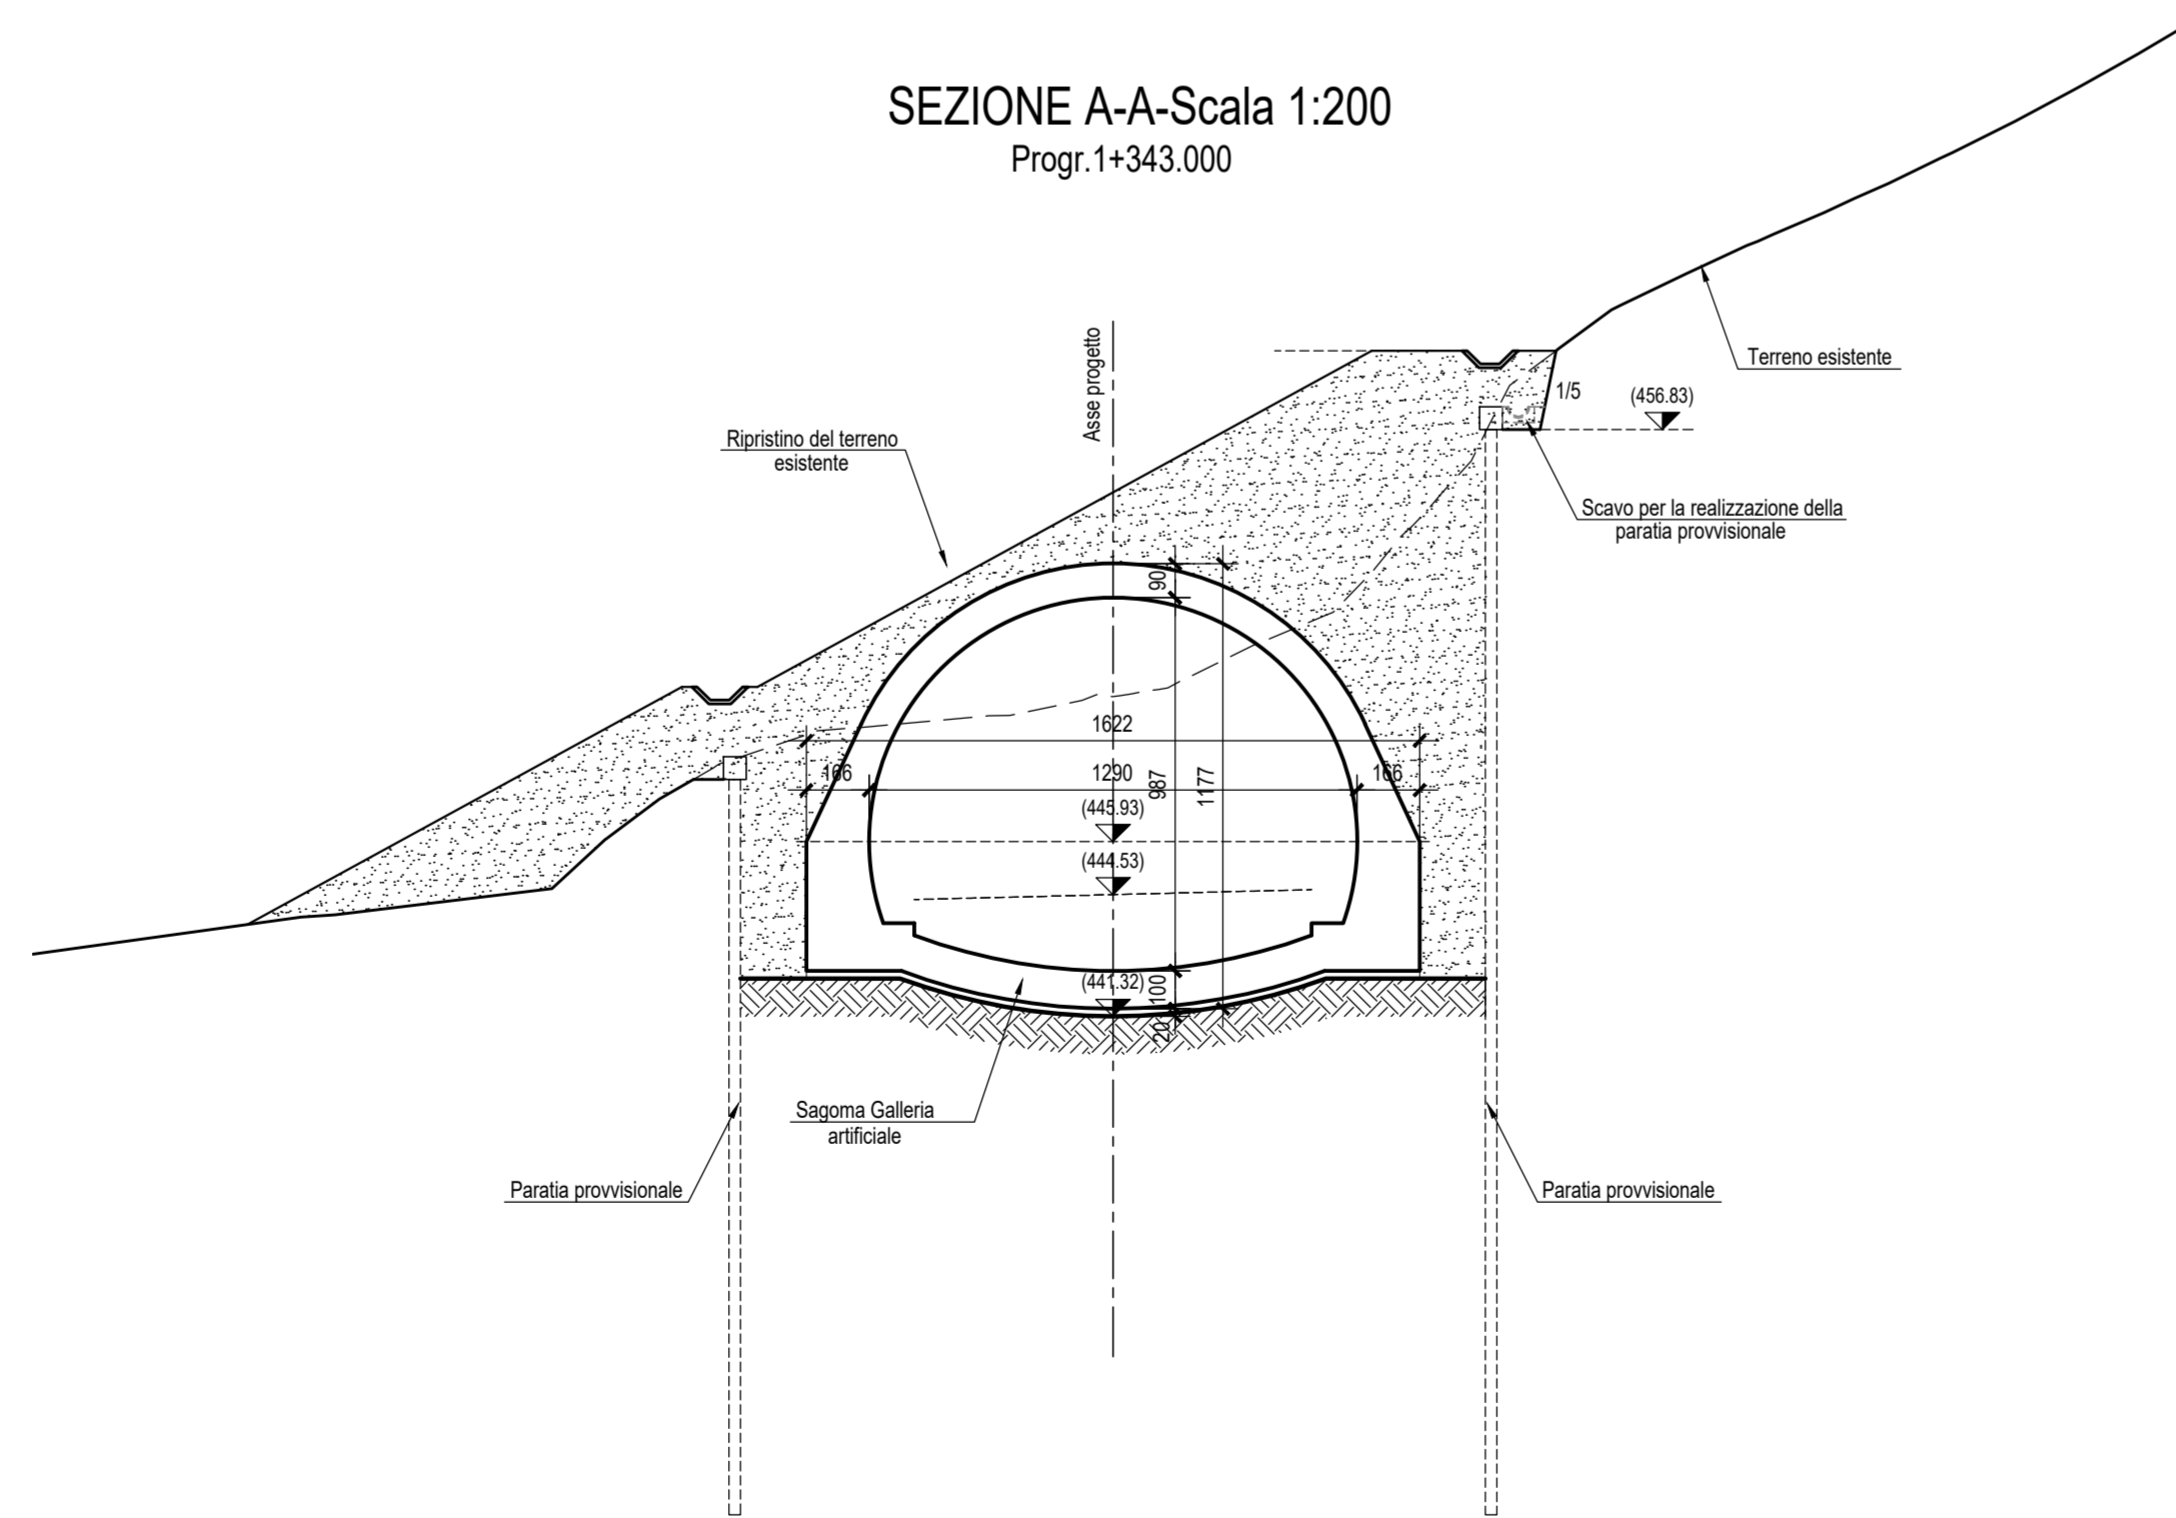 SEZIONE A-A-Scala 1:200
Progr.1+343.000
Asse progetto
Terreno esistente
1/5
(456.83)
Ripristino del terreno
esistente
Scavo per la realizzazione della
paratia provvisionale
90
1622
166
1290
987
1177
166
(445.93)
(444.53)
(441.32)
100
20
Sagoma Galleria
artificiale
Paratia provvisionale
Paratia provvisionale